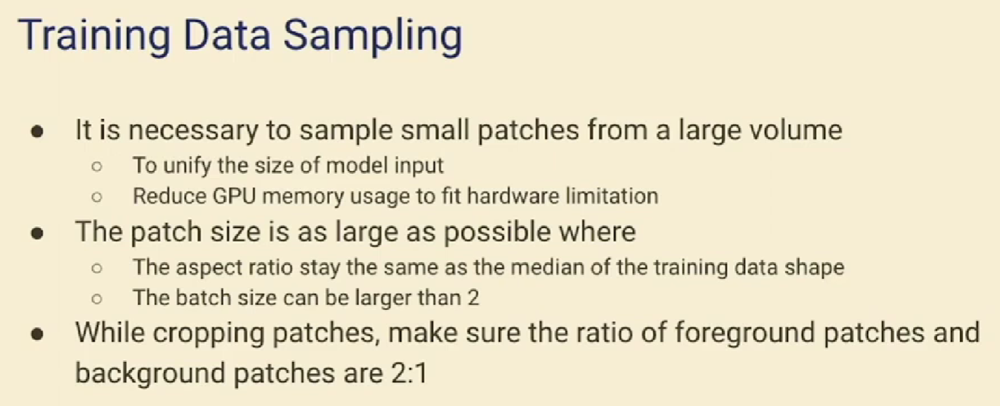 Training Data Sampling
● It is necessary to sample small patches from a large volume
○ To unify the size of model input
○ Reduce GPU memory usage to fit hardware limitation
● The patch size is as large as possible where
○ The aspect ratio stay the same as the median of the training data shape
○ The batch size can be larger than 2
● While cropping patches, make sure the ratio of foreground patches and
background patches are 2:1